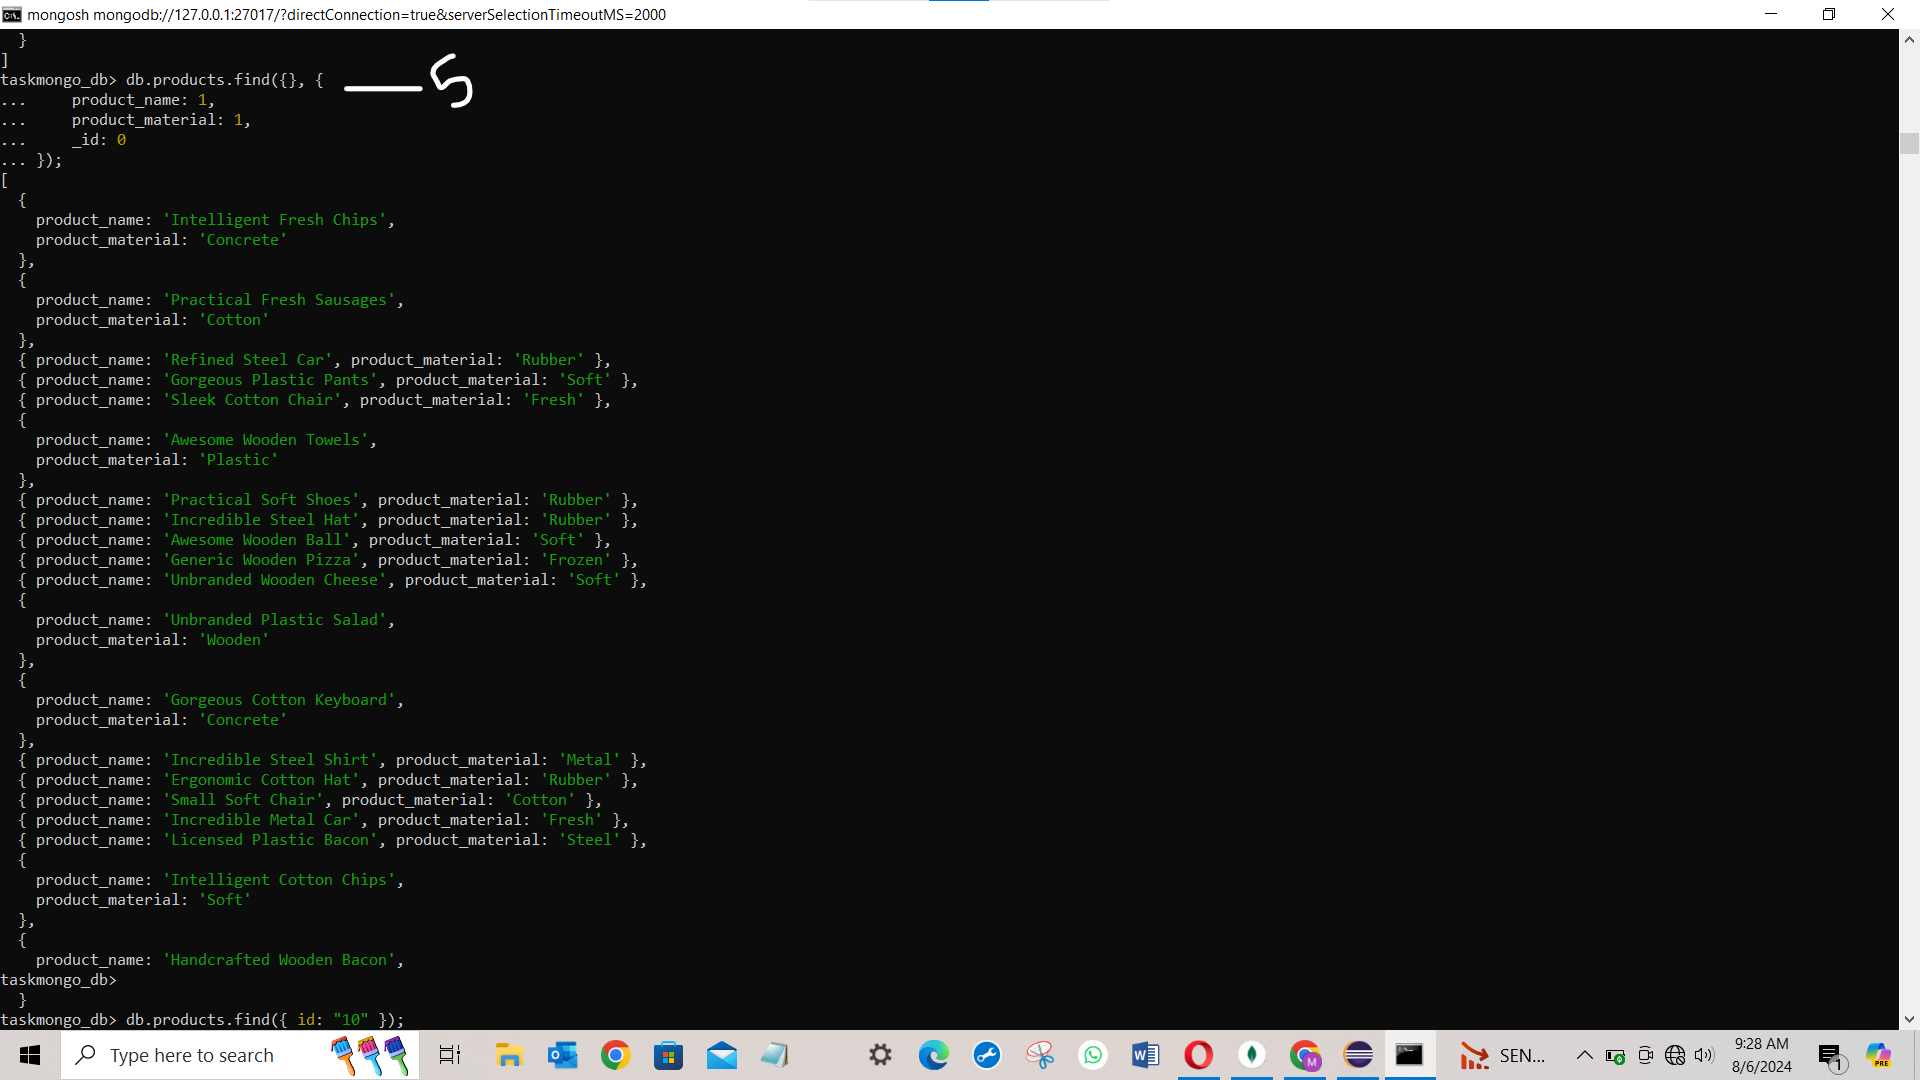 mongosh mongodb://127.0.0.1:27017/?directConnection=true&serverSelectionTimeoutMS=2000
  }
]
taskmongo_db> db.products.find({}, { 5
...     product_name: 1,
...     product_material: 1,
...     _id: 0
... });
[
  {
    product_name: 'Intelligent Fresh Chips',
    product_material: 'Concrete'
  },
  {
    product_name: 'Practical Fresh Sausages',
    product_material: 'Cotton'
  },
  { product_name: 'Refined Steel Car', product_material: 'Rubber' },
  { product_name: 'Gorgeous Plastic Pants', product_material: 'Soft' },
  { product_name: 'Sleek Cotton Chair', product_material: 'Fresh' },
  {
    product_name: 'Awesome Wooden Towels',
    product_material: 'Plastic'
  },
  { product_name: 'Practical Soft Shoes', product_material: 'Rubber' },
  { product_name: 'Incredible Steel Hat', product_material: 'Rubber' },
  { product_name: 'Awesome Wooden Ball', product_material: 'Soft' },
  { product_name: 'Generic Wooden Pizza', product_material: 'Frozen' },
  { product_name: 'Unbranded Wooden Cheese', product_material: 'Soft' },
  {
    product_name: 'Unbranded Plastic Salad',
    product_material: 'Wooden'
  },
  {
    product_name: 'Gorgeous Cotton Keyboard',
    product_material: 'Concrete'
  },
  { product_name: 'Incredible Steel Shirt', product_material: 'Metal' },
  { product_name: 'Ergonomic Cotton Hat', product_material: 'Rubber' },
  { product_name: 'Small Soft Chair', product_material: 'Cotton' },
  { product_name: 'Incredible Metal Car', product_material: 'Fresh' },
  { product_name: 'Licensed Plastic Bacon', product_material: 'Steel' },
  {
    product_name: 'Intelligent Cotton Chips',
    product_material: 'Soft'
  },
  {
    product_name: 'Handcrafted Wooden Bacon',
taskmongo_db>
  }
taskmongo_db> db.products.find({ id: "10" });
Type here to search
SEN...
9:28 AM
8/6/2024
1
PRE